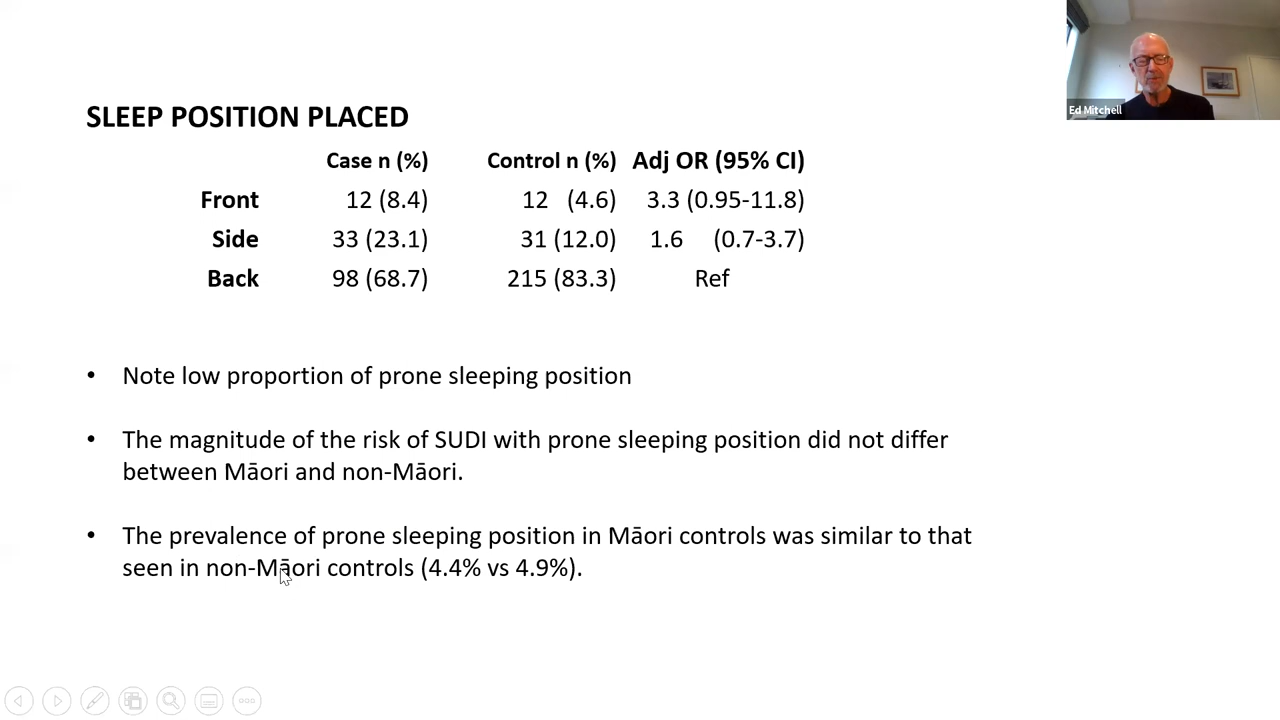 Ed Mitchell
SLEEP POSITION PLACED
Case n (%) Control n (%) Adj OR (95% CI)
Front 12 (8.4) 12 (4.6) 3.3 (0.95-11.8)
Side 33 (23.1) 31 (12.0) 1.6 (0.7-3.7)
Back 98 (68.7) 215 (83.3) Ref
• Note low proportion of prone sleeping position
• The magnitude of the risk of SUDI with prone sleeping position did not differ
between Māori and non-Māori.
• The prevalence of prone sleeping position in Māori controls was similar to that
seen in non-Māori controls (4.4% vs 4.9%).